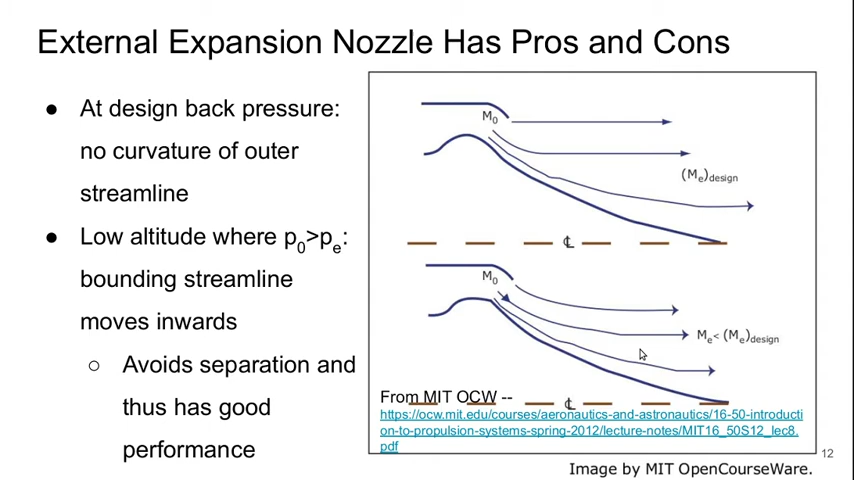 External Expansion Nozzle Has Pros and Cons
● At design back pressure:
no curvature of outer
streamline
● Low altitude where p0>pe:
bounding streamline
moves inwards
○ Avoids separation and
thus has good
performance
M0
(Me)design
℄
M0
Me< (Me)design
℄
From MIT OCW --
https://ocw.mit.edu/courses/aeronautics-and-astronautics/16-50-introducti
on-to-propulsion-systems-spring-2012/lecture-notes/MIT16_50S12_lec8.
pdf
12
Image by MIT OpenCourseWare.